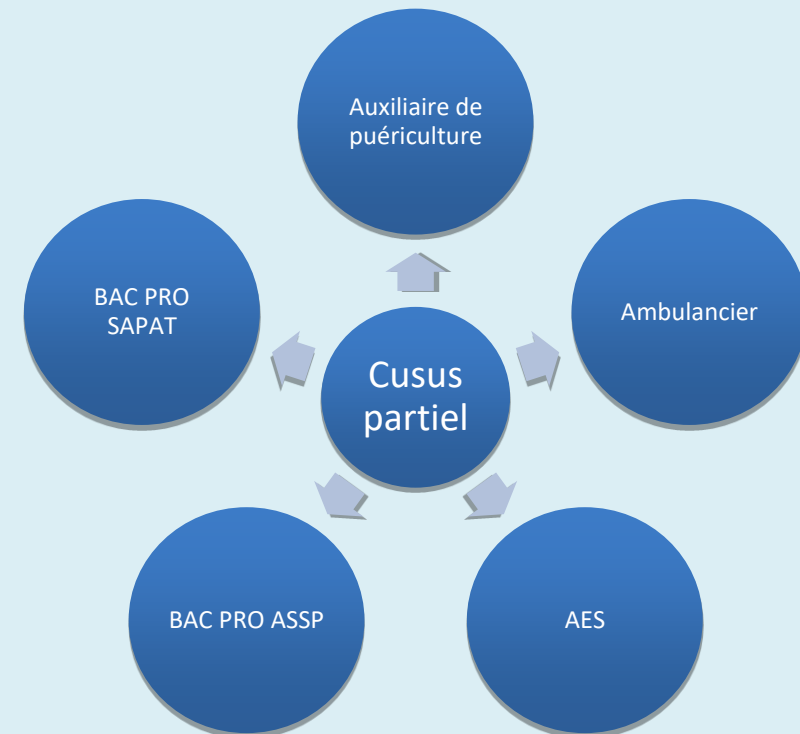 Auxiliaire de
puériculture
BAC PRO
SAPAT
Ambulancier
Cusus
partiel
BAC PRO ASSP
AES